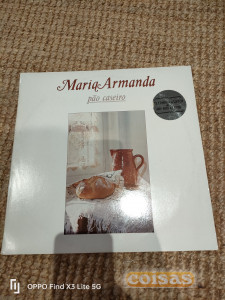 Maria Armanda
pão caseiro
OPPO Find X3 Lite 5G
coisas